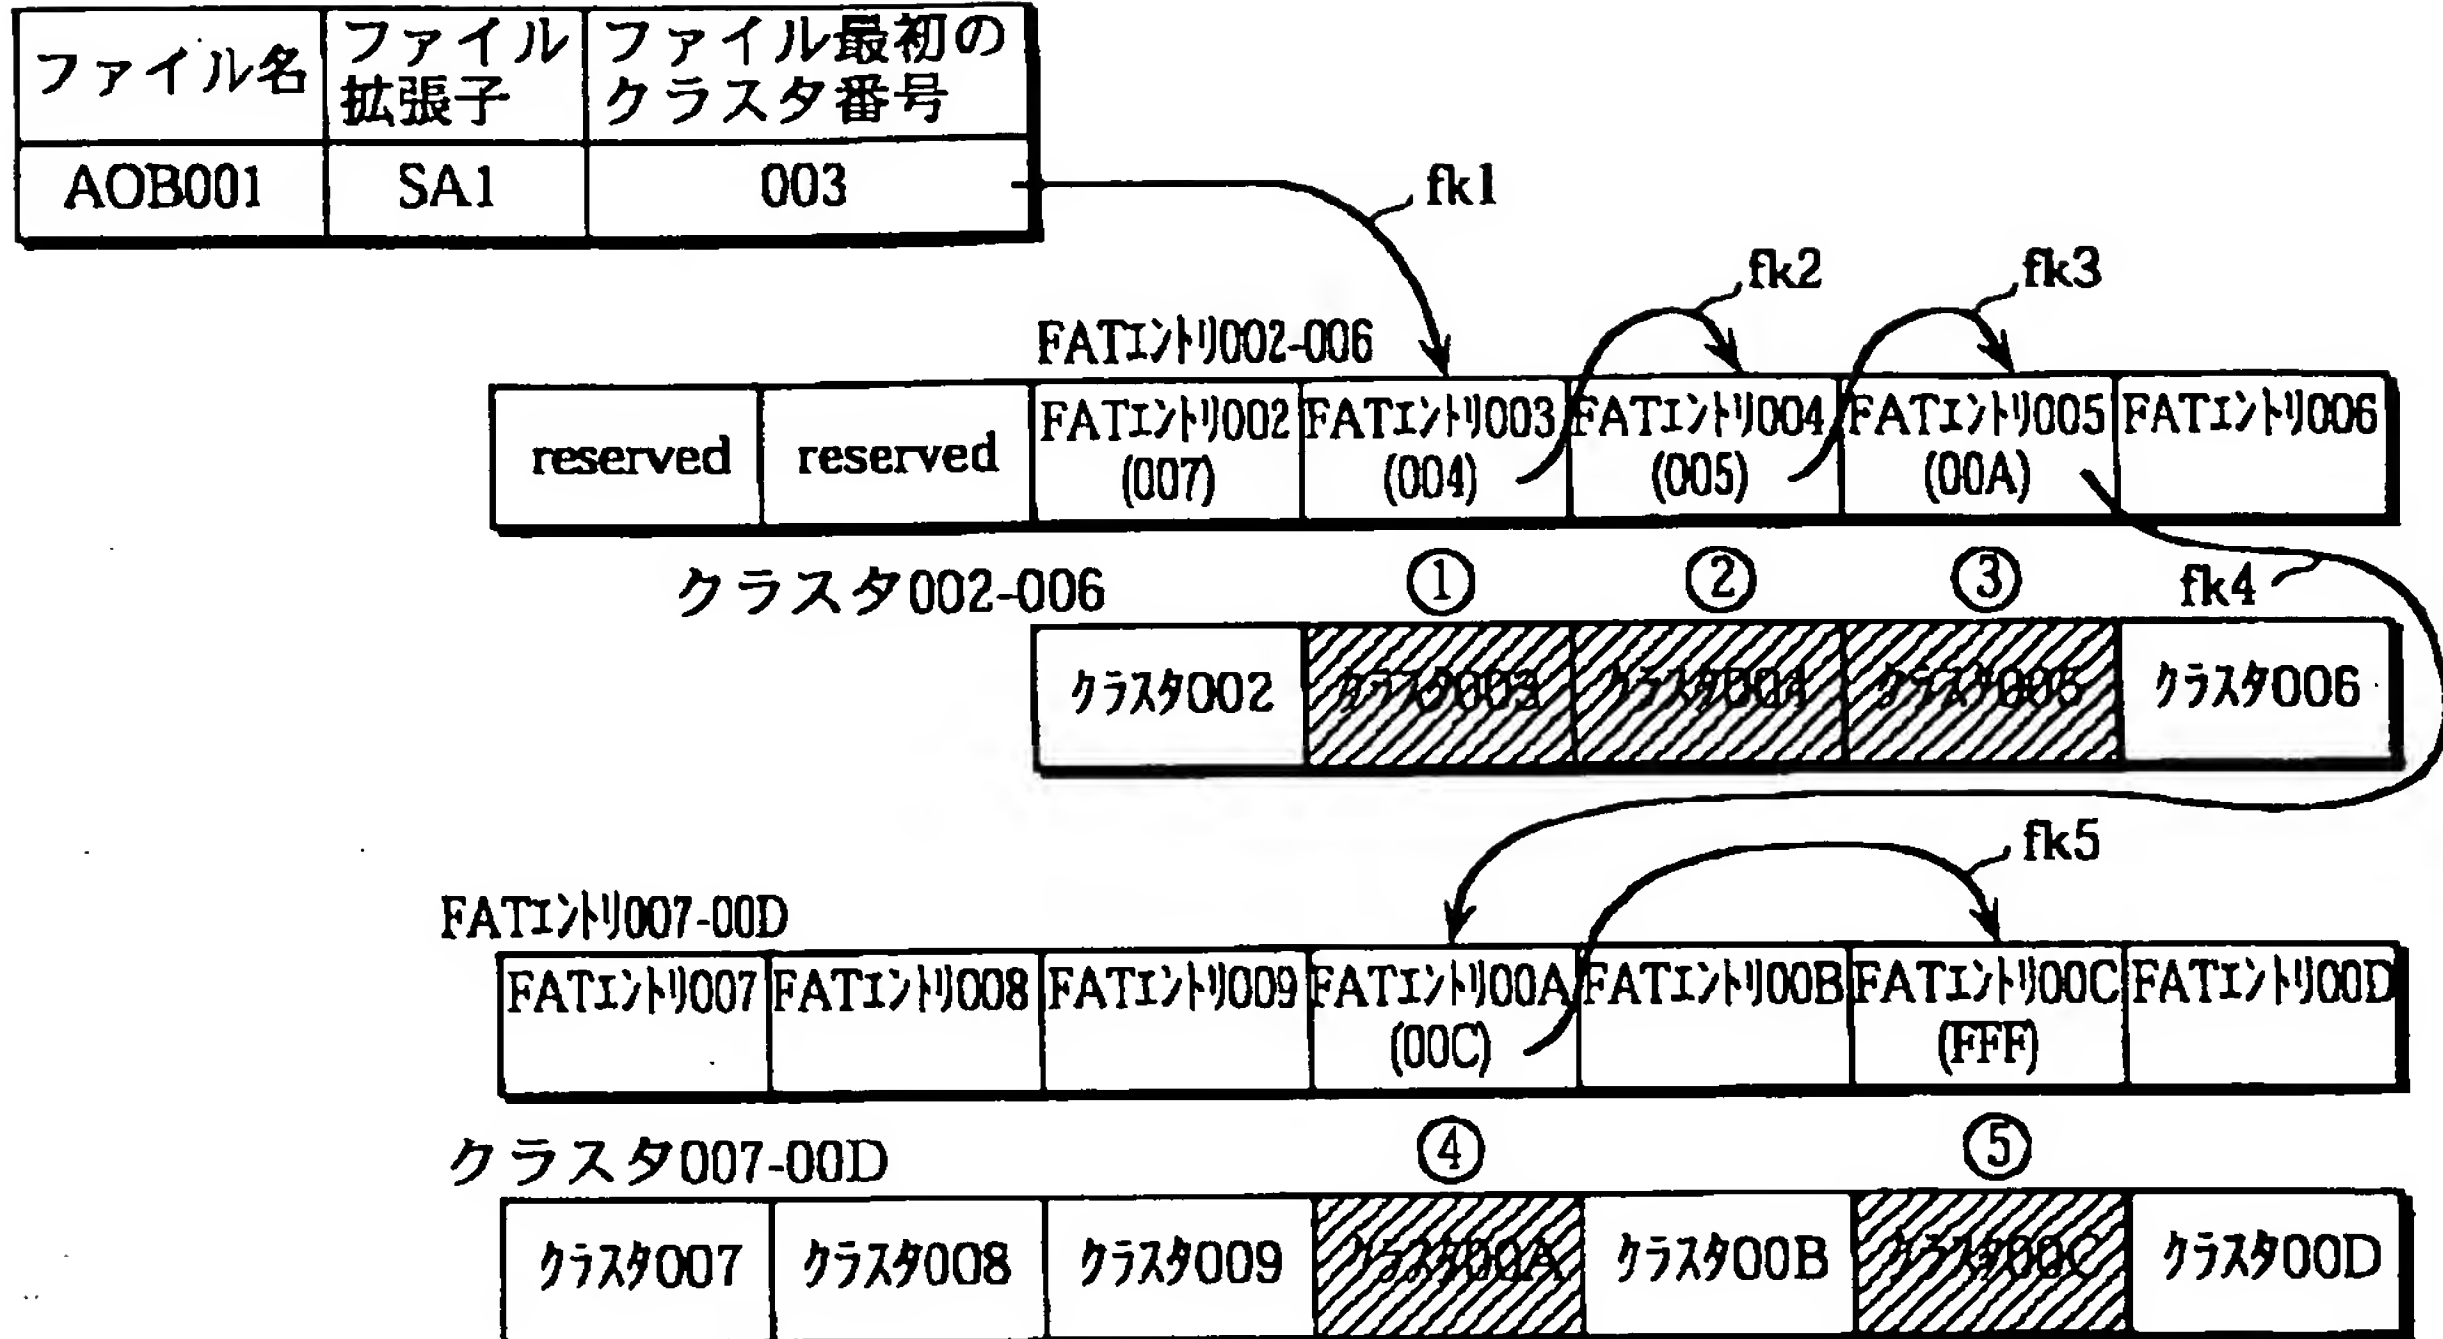 ファイル名
ファイル
拡張子
ファイル最初の
クラスタ番号
AOB001
SA1
003
fk1
fk2
fk3
FATエントリ002-006
reserved
reserved
FATエントリ002
(007)
FATエントリ003
(004)
FATエントリ004
(005)
FATエントリ005
(00A)
FATエントリ006
クラスタ002-006
①
②
③
fk4
クラスタ002
クラスタ003
クラスタ004
クラスタ005
クラスタ006
fk5
FATエントリ007-00D
FATエントリ007
FATエントリ008
FATエントリ009
FATエントリ00A
(00C)
FATエントリ00B
FATエントリ00C
(FFF)
FATエントリ00D
クラスタ007-00D
④
⑤
クラスタ007
クラスタ008
クラスタ009
クラスタ00A
クラスタ00B
クラスタ00C
クラスタ00D